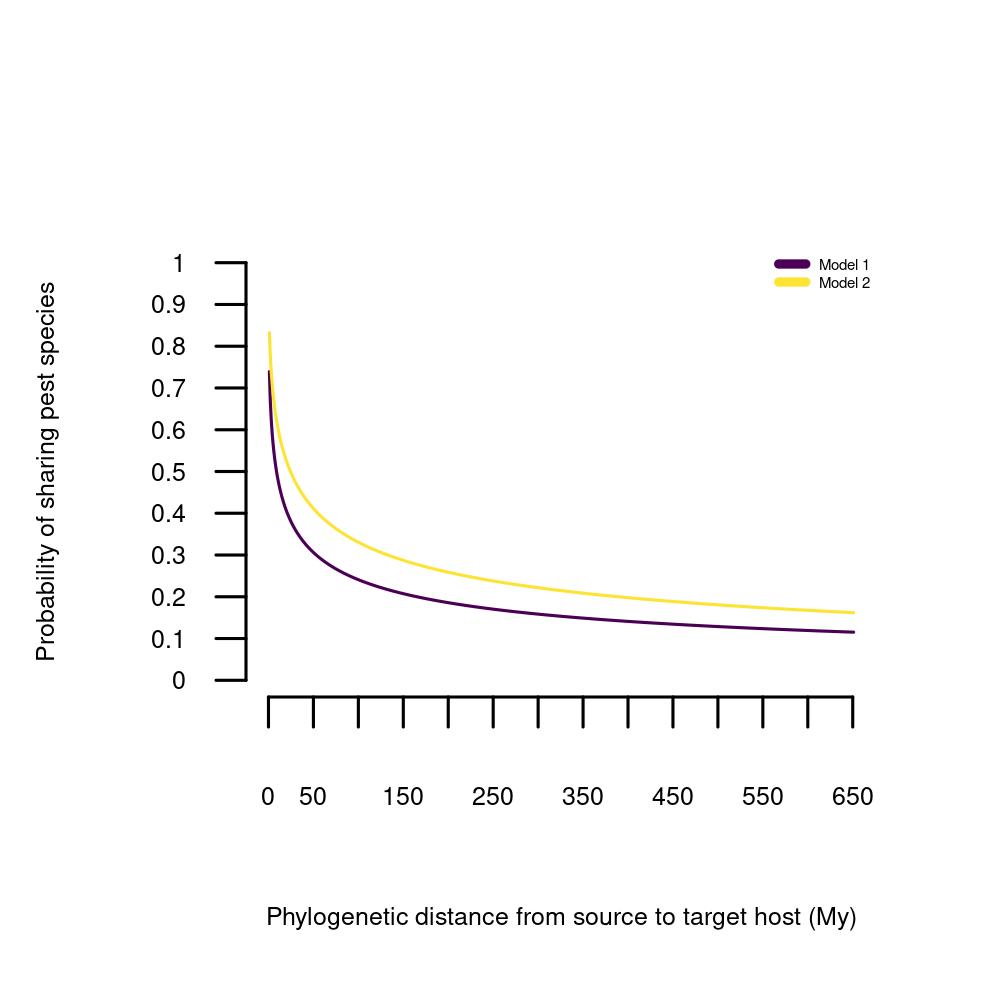 Model 1
Model 2
Probability of sharing pest species
1
0.9
0.8
0.7
0.6
0.5
0.4
0.3
0.2
0.1
0
0 50 150 250 350 450 550 650
Phylogenetic distance from source to target host (My)